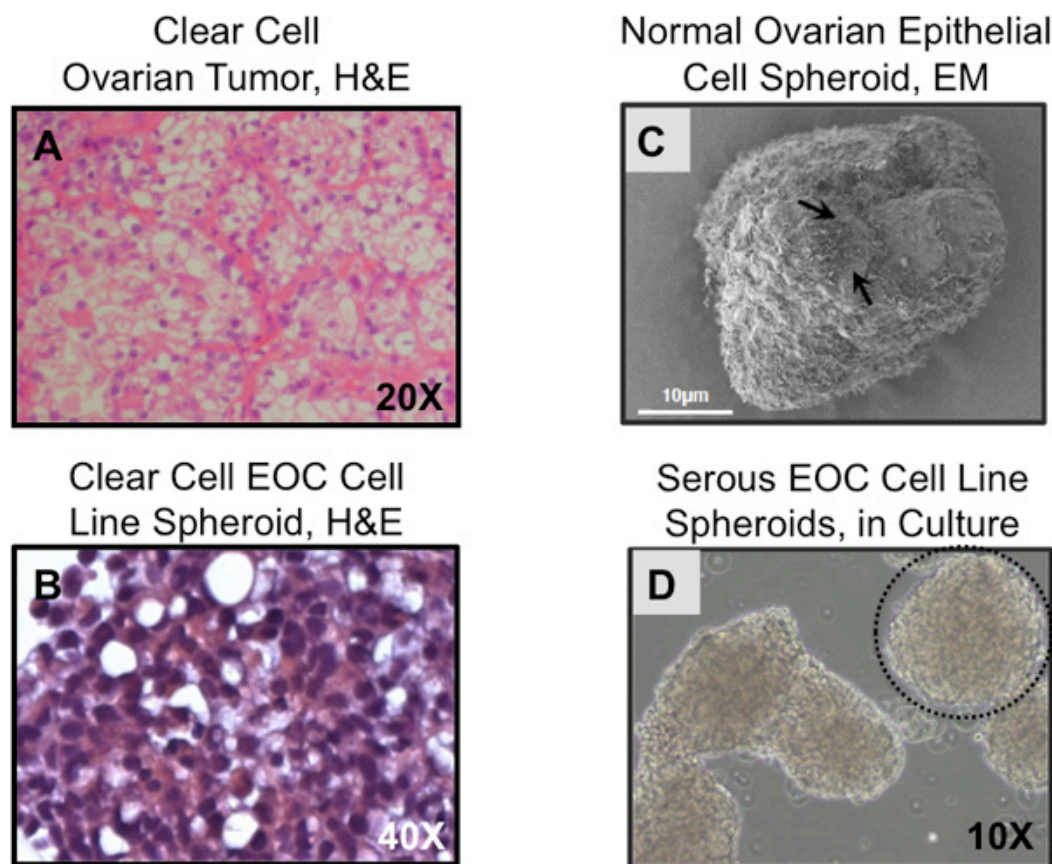 Clear Cell
Ovarian Tumor, H&E
A
20X
Normal Ovarian Epithelial
Cell Spheroid, EM
C
10µm
Clear Cell EOC Cell
Line Spheroid, H&E
B
40X
Serous EOC Cell Line
Spheroids, in Culture
D
10X